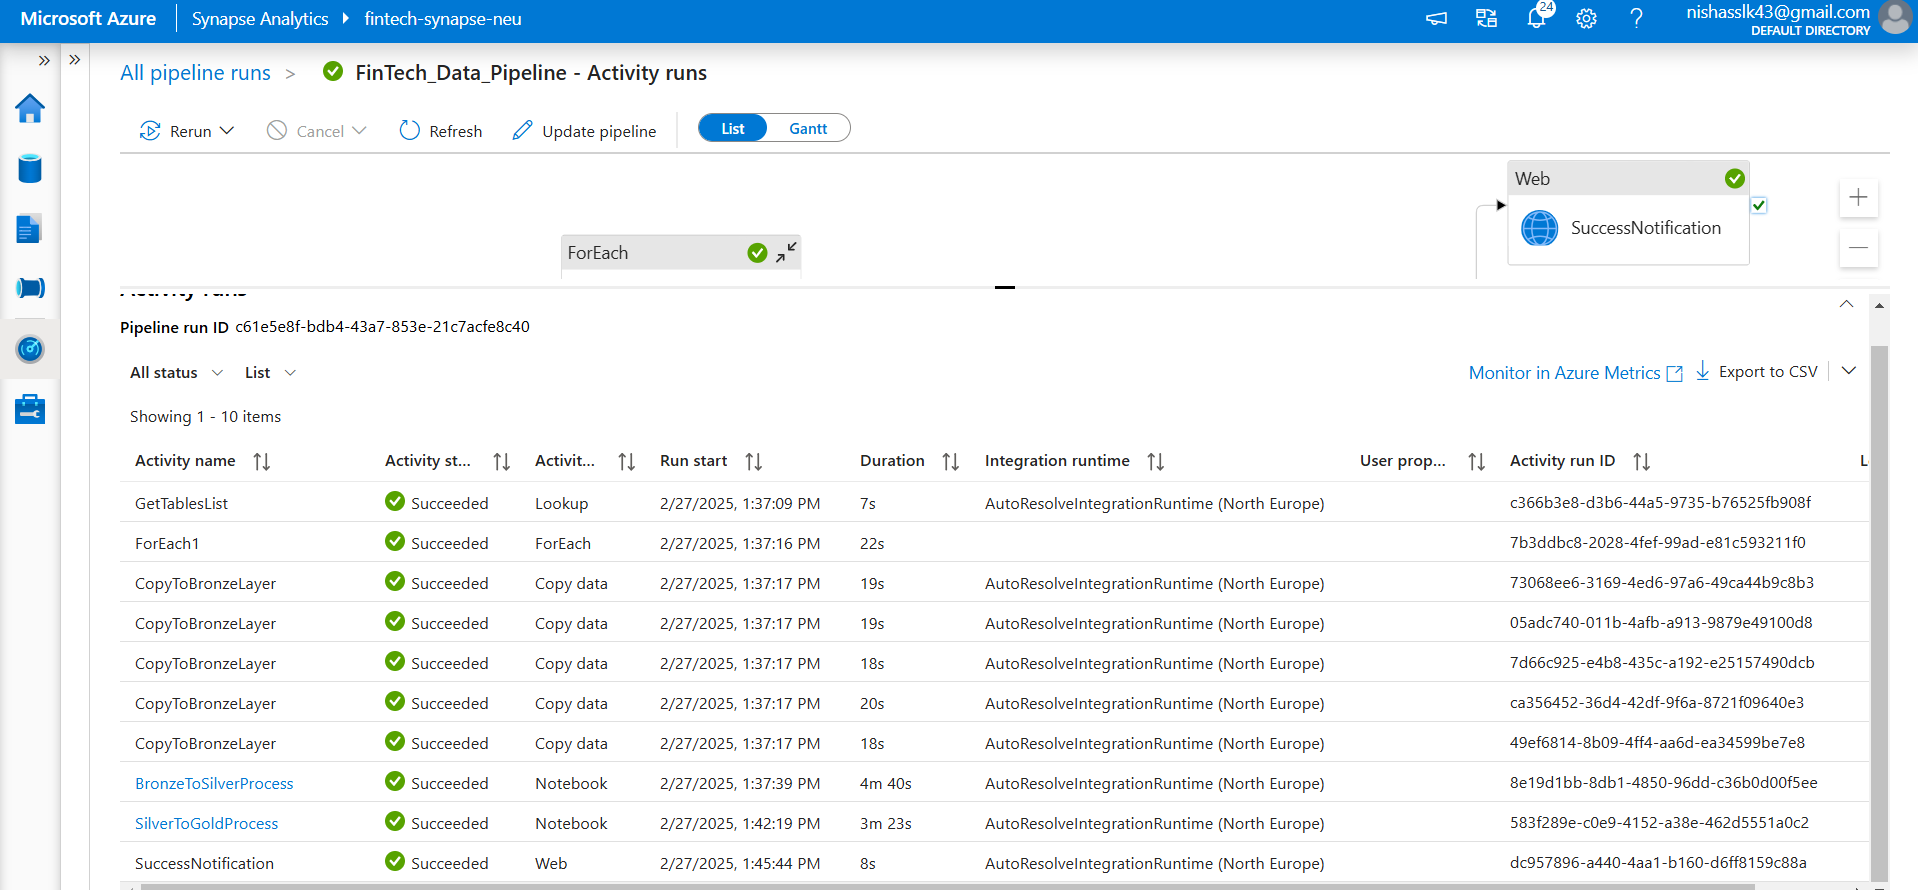 Microsoft Azure Synapse Analytics fintech-synapse-neu 24 nishasslk43@gmail.com
DEFAULT DIRECTORY
All pipeline runs > FinTech_Data_Pipeline - Activity runs
Rerun Cancel Refresh Update pipeline List Gantt
Web
SuccessNotification
ForEach
Activity runs
Pipeline run ID c61e5e8f-bdb4-43a7-853e-21c7acfe8c40
All status List Monitor in Azure Metrics Export to CSV
Showing 1 - 10 items
Activity name Activity st... Activit... Run start Duration Integration runtime User prop... Activity run ID
GetTablesList Succeeded Lookup 2/27/2025, 1:37:09 PM 7s AutoResolveIntegrationRuntime (North Europe) c366b3e8-d3b6-44a5-9735-b76525fb908f
ForEach1 Succeeded ForEach 2/27/2025, 1:37:16 PM 22s 7b3ddbc8-2028-4fef-99ad-e81c593211f0
CopyToBronzeLayer Succeeded Copy data 2/27/2025, 1:37:17 PM 19s AutoResolveIntegrationRuntime (North Europe) 73068ee6-3169-4ed6-97a6-49ca44b9c8b3
CopyToBronzeLayer Succeeded Copy data 2/27/2025, 1:37:17 PM 19s AutoResolveIntegrationRuntime (North Europe) 05adc740-011b-4afb-a913-9879e49100d8
CopyToBronzeLayer Succeeded Copy data 2/27/2025, 1:37:17 PM 18s AutoResolveIntegrationRuntime (North Europe) 7d66c925-e4b8-435c-a192-e25157490dcb
CopyToBronzeLayer Succeeded Copy data 2/27/2025, 1:37:17 PM 20s AutoResolveIntegrationRuntime (North Europe) ca356452-36d4-42df-9f6a-8721f09640e3
CopyToBronzeLayer Succeeded Copy data 2/27/2025, 1:37:17 PM 18s AutoResolveIntegrationRuntime (North Europe) 49ef6814-8b09-4ff4-aa6d-ea34599be7e8
BronzeToSilverProcess Succeeded Notebook 2/27/2025, 1:37:39 PM 4m 40s AutoResolveIntegrationRuntime (North Europe) 8e19d1bb-8db1-4850-96dd-c36b0d00f5ee
SilverToGoldProcess Succeeded Notebook 2/27/2025, 1:42:19 PM 3m 23s AutoResolveIntegrationRuntime (North Europe) 583f289e-c0e9-4152-a38e-462d5551a0c2
SuccessNotification Succeeded Web 2/27/2025, 1:45:44 PM 8s AutoResolveIntegrationRuntime (North Europe) dc957896-a440-4aa1-b160-d6ff8159c88a